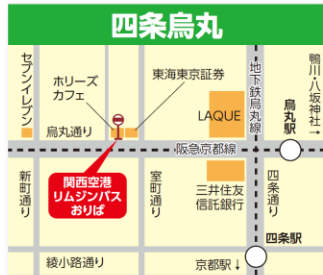 四条烏丸
セブンイレブン
ホリーズ
カフェ
東海東京証券
地下鉄烏丸線
鴨川・八坂神社→
LAQUE
烏丸駅
烏丸通り
阪急京都線
関西空港
リムジンバス
おりば
新町通り
室町通り
三井住友
信託銀行
四条通り
四条駅
綾小路通り
京都駅↓